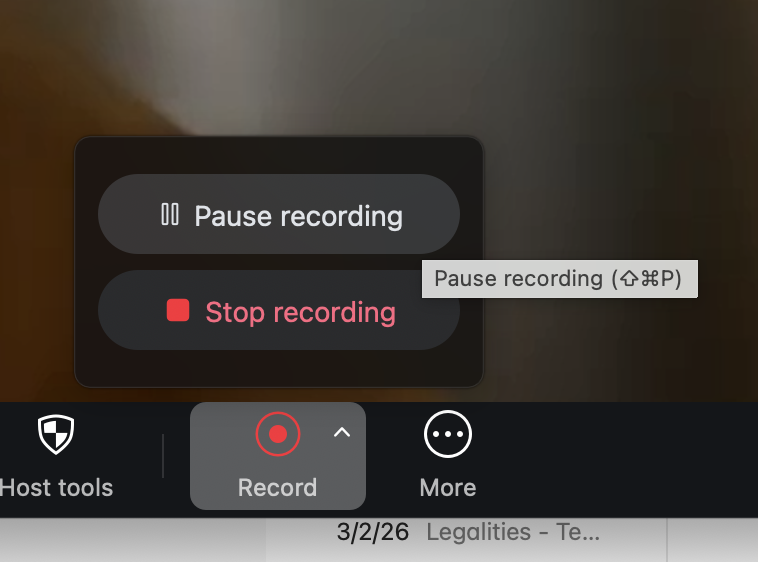 Pause recording
Pause recording (⇧⌘P)
Stop recording
Host tools
Record
More
3/2/26 Legalities - Te...